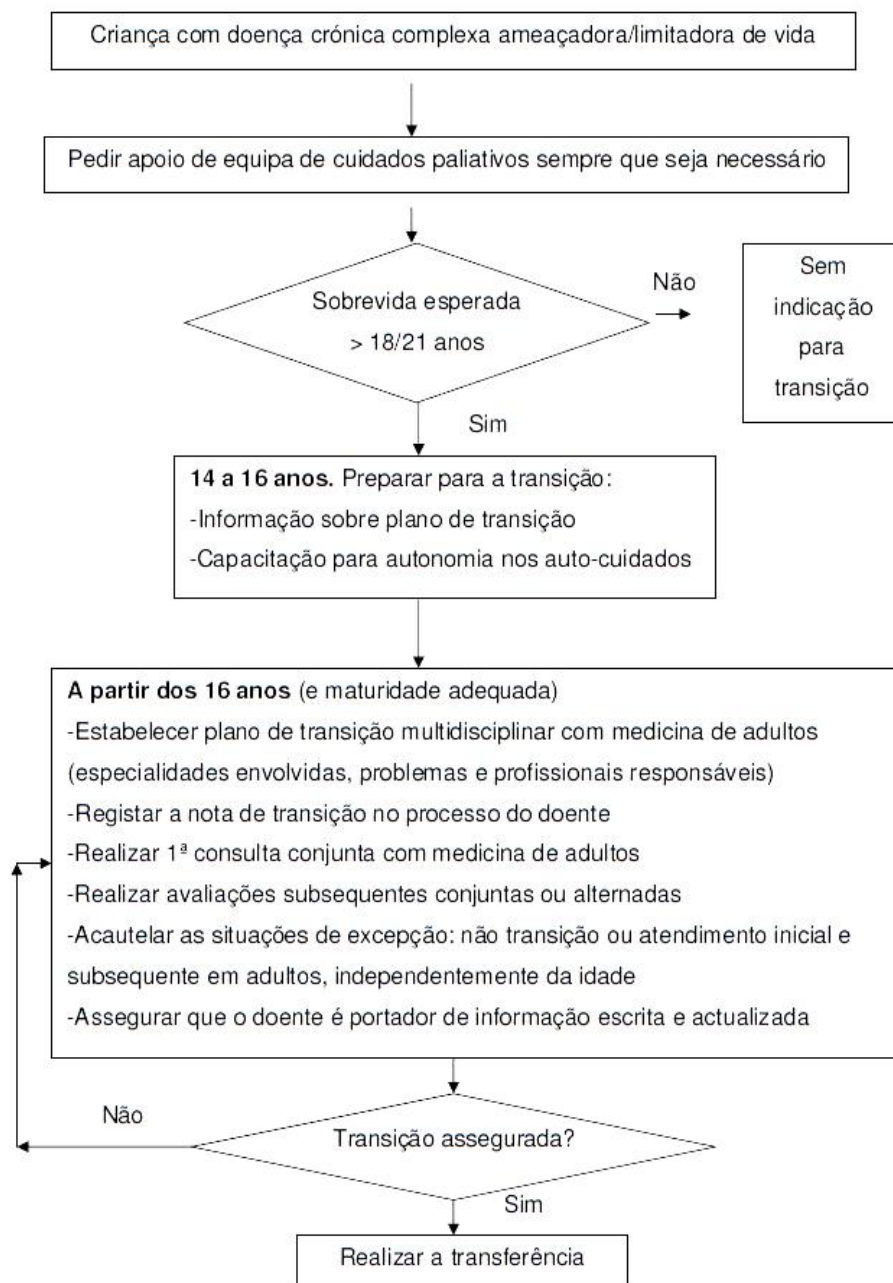 Criança com doença crónica complexa ameaçadora/limitadora de vida
Pedir apoio de equipa de cuidados paliativos sempre que seja necessário
Sobrevida esperada
> 18/21 anos
Não
Sem
indicação
para
transição
Sim
14 a 16 anos. Preparar para a transição:
-Informação sobre plano de transição
-Capacitação para autonomia nos auto-cuidados
A partir dos 16 anos (e maturidade adequada)
-Estabelecer plano de transição multidisciplinar com medicina de adultos
(especialidades envolvidas, problemas e profissionais responsáveis)
-Registar a nota de transição no processo do doente
-Realizar 1ª consulta conjunta com medicina de adultos
-Realizar avaliações subsequentes conjuntas ou alternadas
-Acautelar as situações de excepção: não transição ou atendimento inicial e
subsequente em adultos, independentemente da idade
-Assegurar que o doente é portador de informação escrita e actualizada
Não
Transição assegurada?
Sim
Realizar a transferência